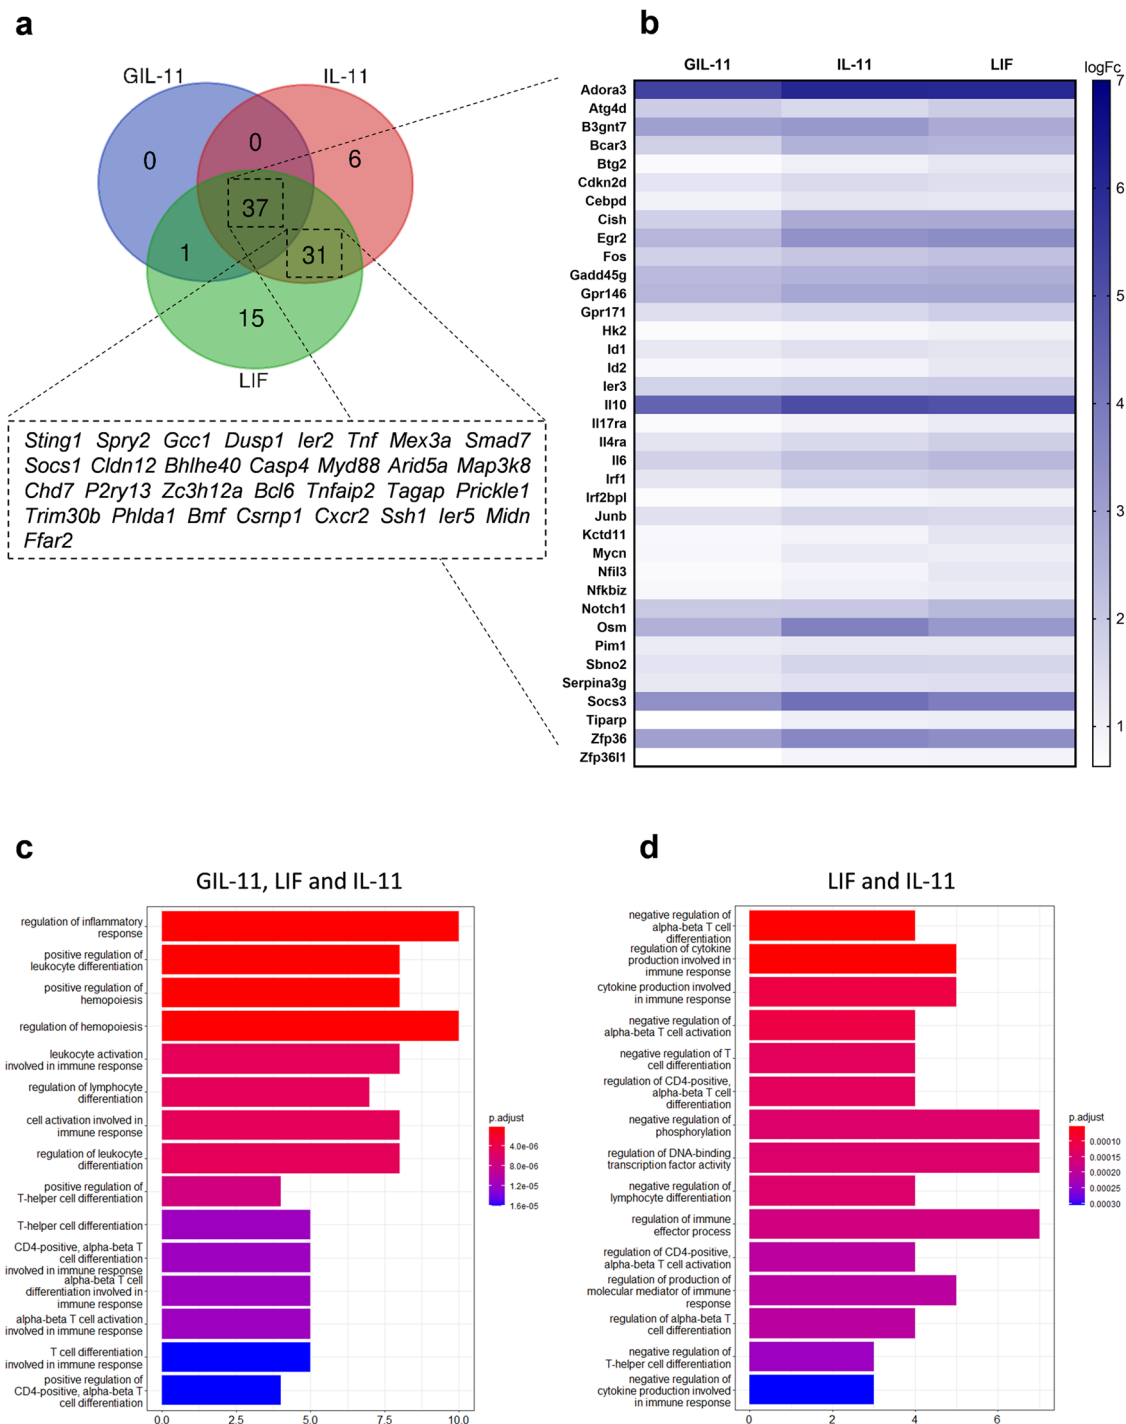 a
GIL-11
IL-11
0
0
6
37
1
31
15
LIF
Sting1 Spry2 Gcc1 Dusp1 Ier2 Tnf Mex3a Smad7
Socs1 Cldn12 Bhlhe40 Casp4 Myd88 Arid5a Map3k8
Chd7 P2ry13 Zc3h12a Bcl6 Tnfaip2 Tagap Prickle1
Trim30b Phlda1 Bmf Csrnp1 Cxcr2 Ssh1 Ier5 Midn
Ffar2
b
GIL-11 IL-11 LIF
logFc
Adora3
Atg4d
B3gnt7
Bcar3
Btg2
Cdkn2d
Cebpd
Cish
Egr2
Fos
Gadd45g
Gpr146
Gpr171
Hk2
Id1
Id2
Ier3
Il10
Il17ra
Il4ra
Il6
Irf1
Irf2bpl
Junb
Kctd11
Mycn
Nfil3
Nfkbiz
Notch1
Osm
Pim1
Sbno2
Serpina3g
Socs3
Tiparp
Zfp36
Zfp36l1
7
6
5
4
3
2
1
c
GIL-11, LIF and IL-11
regulation of inflammatory
response
positive regulation of
leukocyte differentiation
positive regulation of
hemopoiesis
regulation of hemopoiesis
leukocyte activation
involved in immune response
regulation of lymphocyte
differentiation
cell activation involved in
immune response
regulation of leukocyte
differentiation
positive regulation of
T-helper cell differentiation
T-helper cell differentiation
CD4-positive, alpha-beta T
cell differentiation
involved in immune response
alpha-beta T cell
differentiation involved in
immune response
alpha-beta T cell activation
involved in immune response
T cell differentiation
involved in immune response
positive regulation of
CD4-positive, alpha-beta T
cell differentiation
0.0 2.5 5.0 7.5 10.0
p.adjust
4.0e-06
8.0e-06
1.2e-05
1.6e-05
d
LIF and IL-11
negative regulation of
alpha-beta T cell
differentiation
regulation of cytokine
production involved in
immune response
cytokine production involved
in immune response
negative regulation of
alpha-beta T cell activation
negative regulation of T
cell differentiation
regulation of CD4-positive,
alpha-beta T cell
differentiation
negative regulation of
phosphorylation
regulation of DNA-binding
transcription factor activity
negative regulation of
lymphocyte differentiation
regulation of immune
effector process
regulation of CD4-positive,
alpha-beta T cell activation
regulation of production of
molecular mediator of immune
response
regulation of alpha-beta T
cell differentiation
negative regulation of
T-helper cell differentiation
negative regulation of
cytokine production involved
in immune response
0 2 4 6
p.adjust
0.00010
0.00015
0.00020
0.00025
0.00030